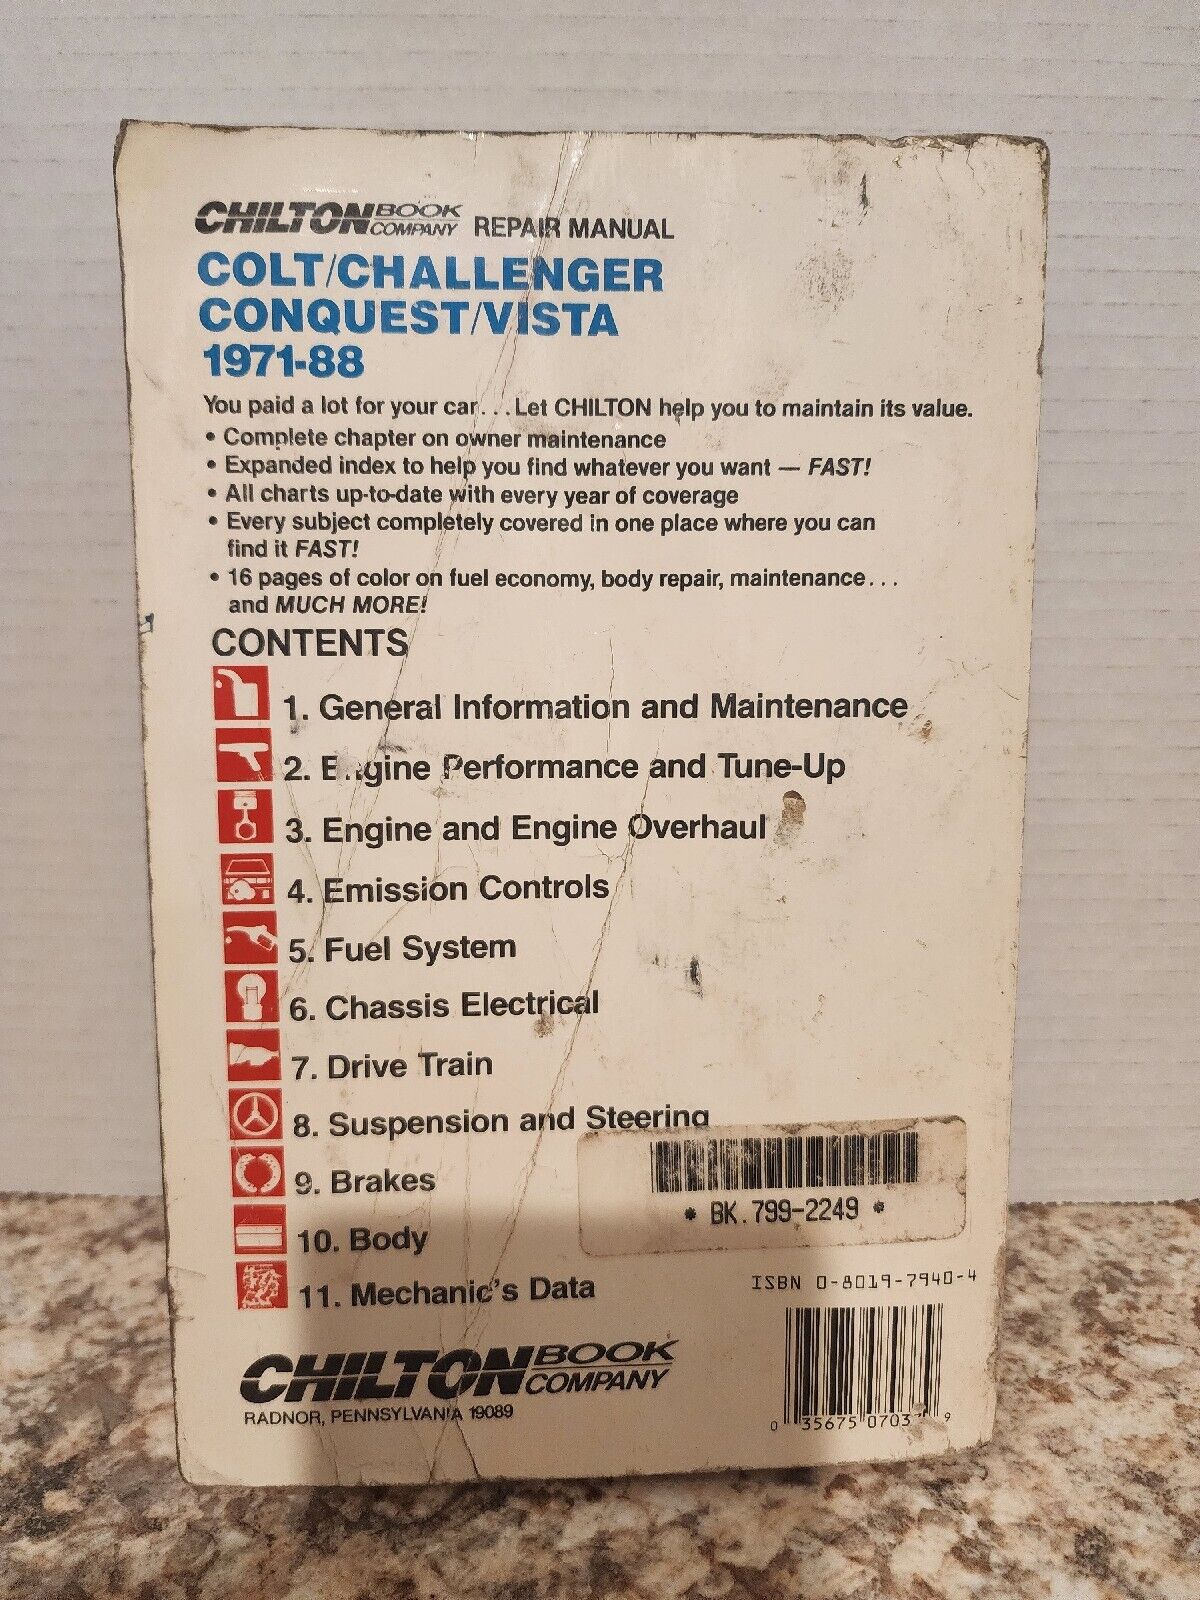 CHILTON BOOK COMPANY REPAIR MANUAL
COLT/CHALLENGER
CONQUEST/VISTA
1971-88
You paid a lot for your car...Let CHILTON help you to maintain its value.
• Complete chapter on owner maintenance
• Expanded index to help you find whatever you want — FAST!
• All charts up-to-date with every year of coverage
• Every subject completely covered in one place where you can
find it FAST!
• 16 pages of color on fuel economy, body repair, maintenance...
and MUCH MORE!
CONTENTS
1. General Information and Maintenance
2. Engine Performance and Tune-Up
3. Engine and Engine Overhaul
4. Emission Controls
5. Fuel System
6. Chassis Electrical
7. Drive Train
8. Suspension and Steering
9. Brakes
* BK.799-2249 *
10. Body
ISBN 0-8019-7940-4
11. Mechanic's Data
CHILTON BOOK COMPANY
RADNOR, PENNSYLVANIA 19089
0 35675 0703 9